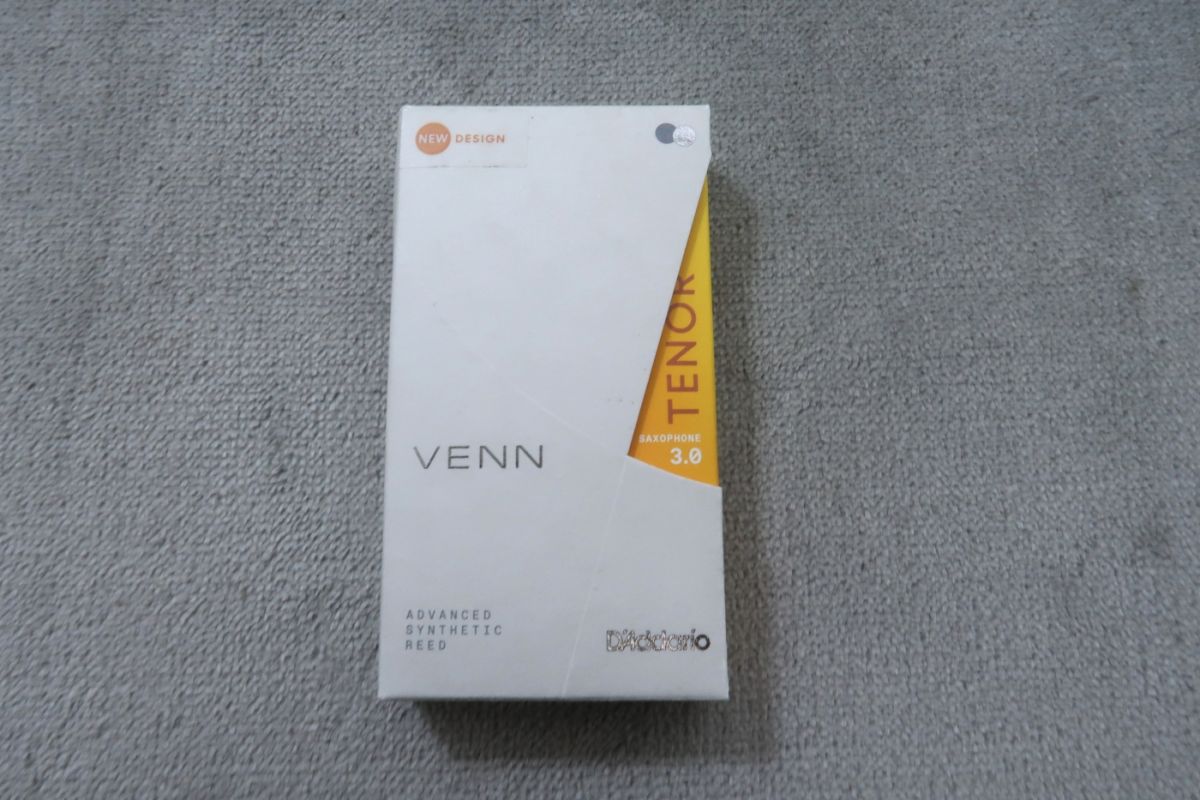 NEW DESIGN
TENOR
SAXOPHONE
3.0
VENN
ADVANCED
SYNTHETIC
REED
D'Addario